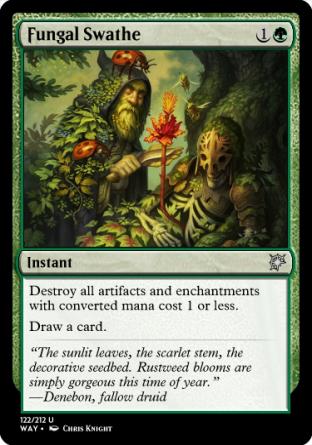 Fungal Swathe 1
Instant
Destroy all artifacts and enchantments
with converted mana cost 1 or less.
Draw a card.
“The sunlit leaves, the scarlet stem, the
decorative seedbed. Rustweed blooms are
simply gorgeous this time of year.”
—Denebon, fallow druid
122/212 U
WAY • Chris Knight